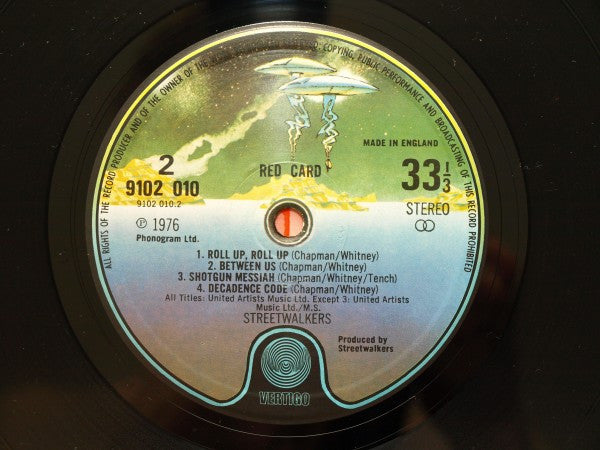 ALL RIGHTS OF THE RECORD PRODUCER AND OF THE OWNER OF THE
COPYING, PUBLIC PERFORMANCE AND BROADCASTING OF THIS RECORD PROHIBITED
MADE IN ENGLAND
2
9102 010
9102 010.2
RED CARD
33 1/3
STEREO
℗ 1976
Phonogram Ltd.
1. ROLL UP, ROLL UP (Chapman/Whitney)
2. BETWEEN US (Chapman/Whitney)
3. SHOTGUN MESSIAH (Chapman/Whitney/Tench)
4. DECADENCE CODE (Chapman/Whitney)
All Titles: United Artists Music Ltd. Except 3: United Artists
Music Ltd./M.S.
STREETWALKERS
Produced by
Streetwalkers
VERTIGO